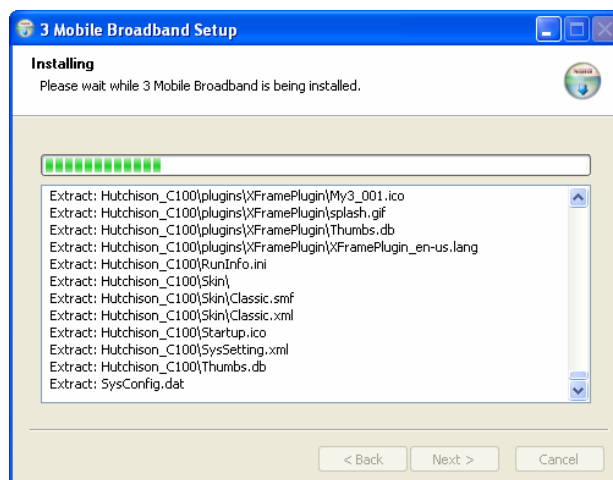 3 Mobile Broadband Setup
Installing
Please wait while 3 Mobile Broadband is being installed.
Extract: Hutchison_C100\plugins\XFramePlugin\My3_001.ico
Extract: Hutchison_C100\plugins\XFramePlugin\splash.gif
Extract: Hutchison_C100\plugins\XFramePlugin\Thumbs.db
Extract: Hutchison_C100\plugins\XFramePlugin\XFramePlugin_en-us.lang
Extract: Hutchison_C100\RunInfo.ini
Extract: Hutchison_C100\Skin\
Extract: Hutchison_C100\Skin\Classic.smf
Extract: Hutchison_C100\Skin\Classic.xml
Extract: Hutchison_C100\Startup.ico
Extract: Hutchison_C100\SysSetting.xml
Extract: Hutchison_C100\Thumbs.db
Extract: SysConfig.dat
< Back Next > Cancel